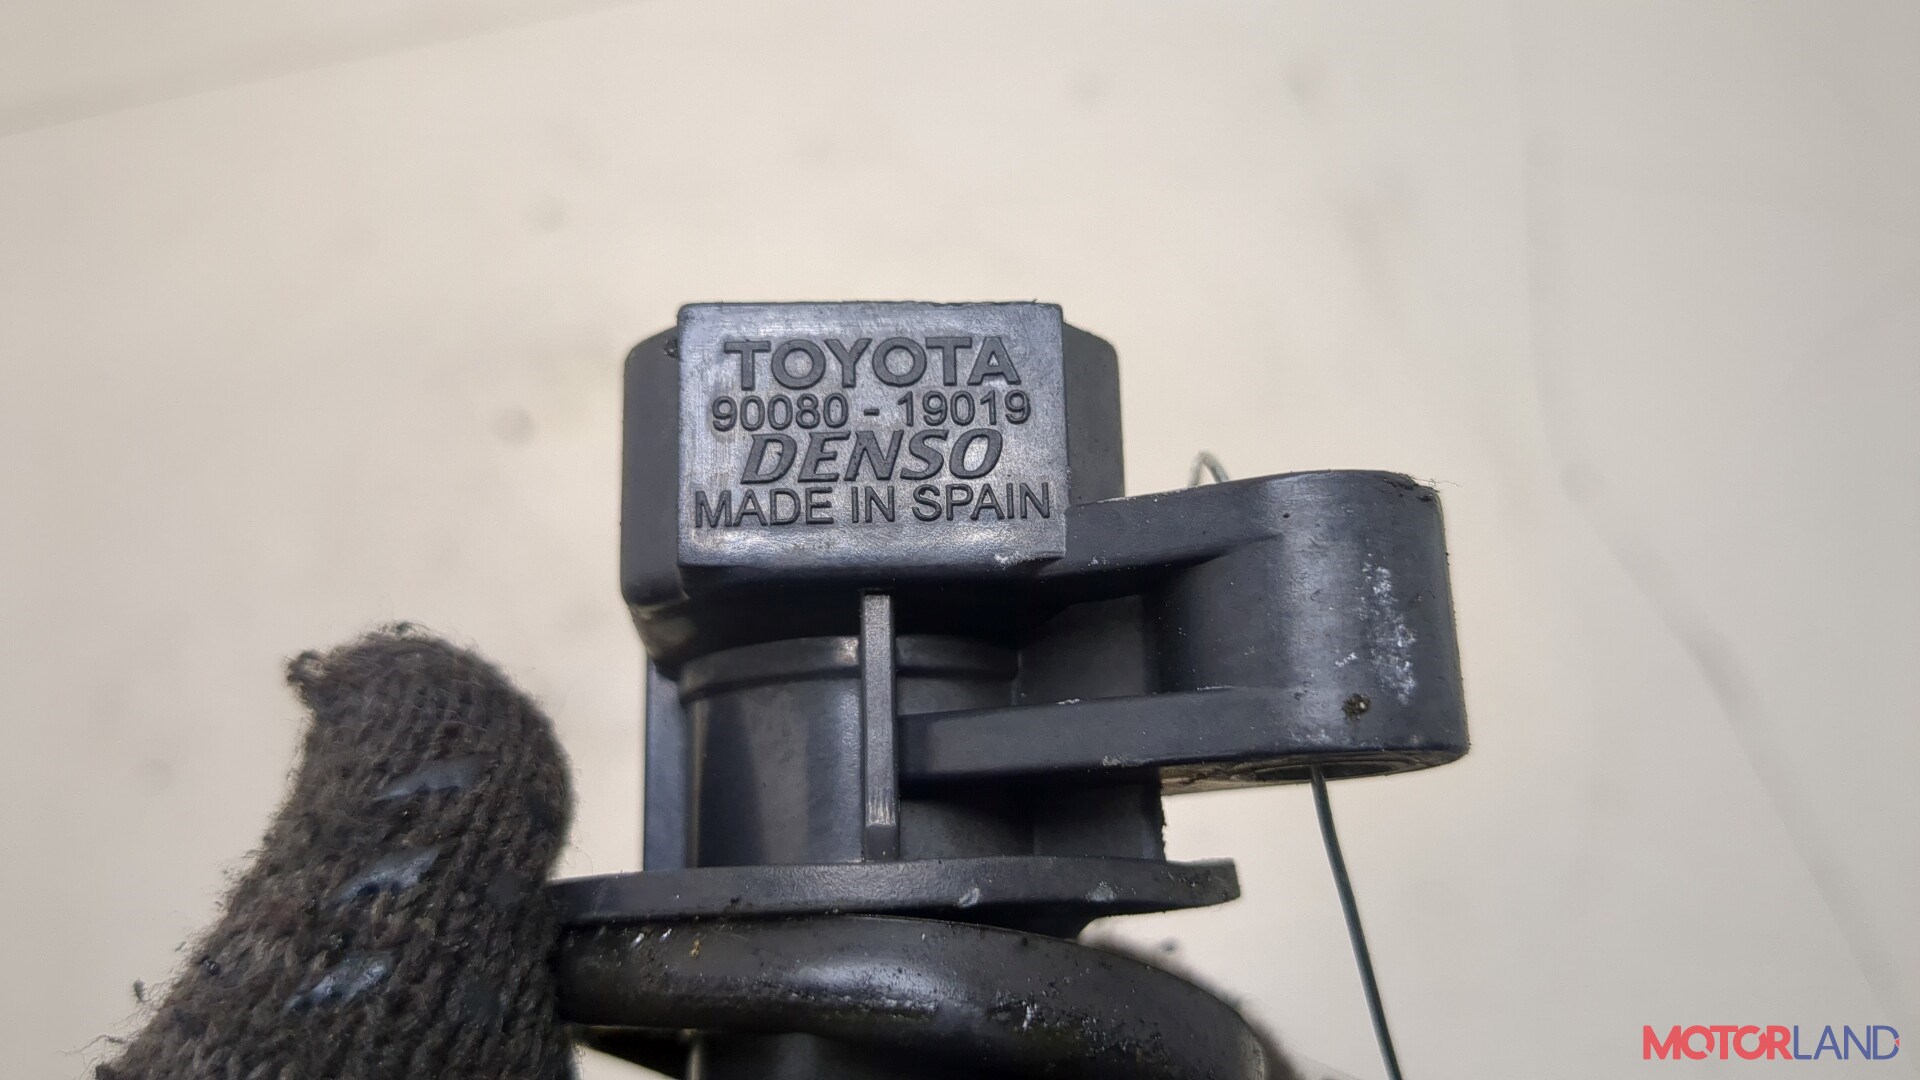 TOYOTA
90080 - 19019
DENSO
MADE IN SPAIN
MOTORLAND